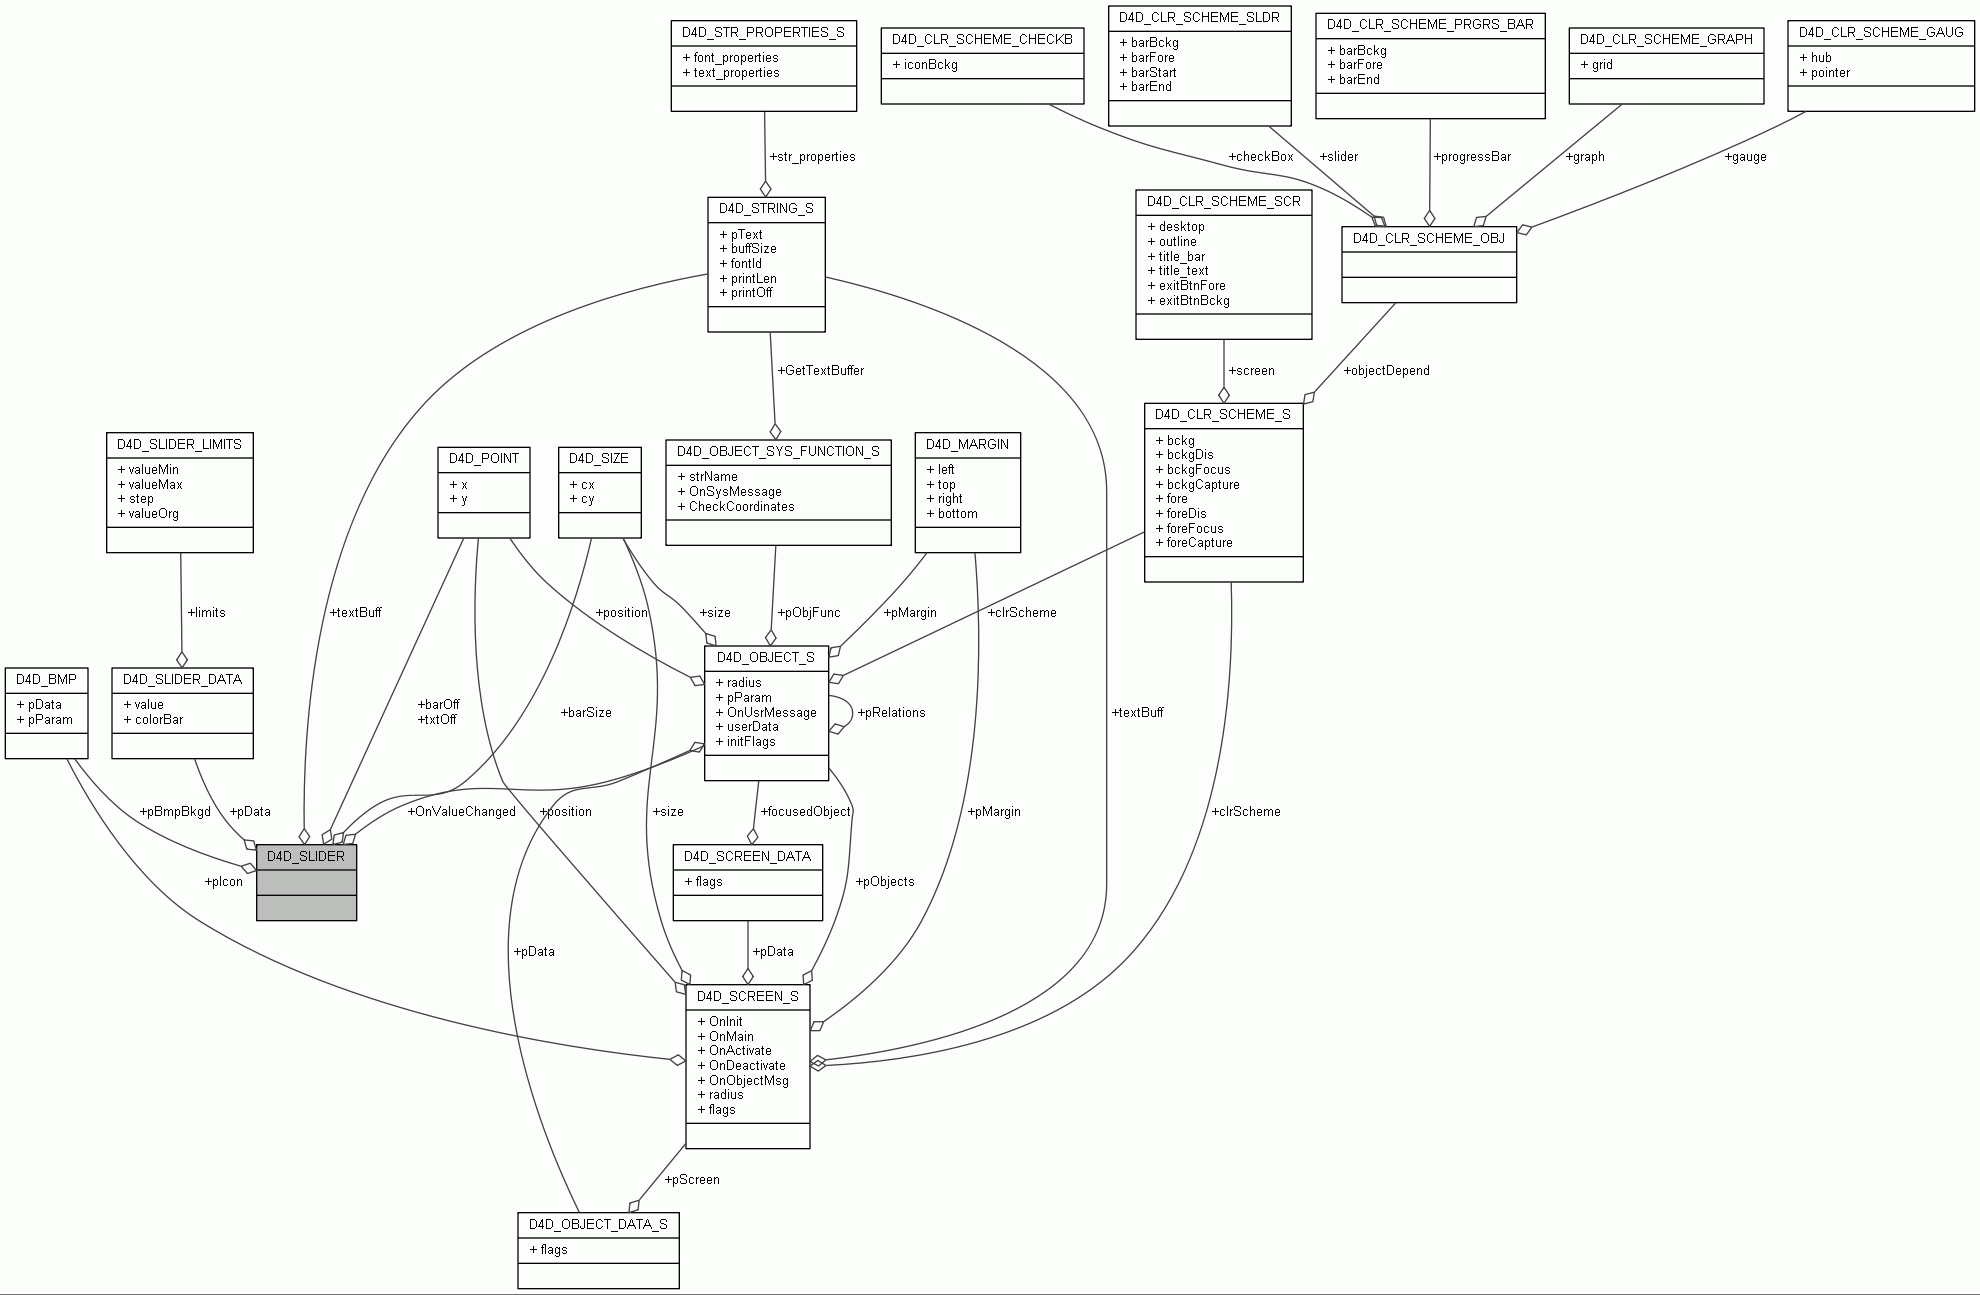 D4D_STR_PROPERTIES_S
+ font_properties
+ text_properties
D4D_CLR_SCHEME_CHECKB
+ iconBckg
D4D_CLR_SCHEME_SLDR
+ barBckg
+ barFore
+ barStart
+ barEnd
D4D_CLR_SCHEME_PRGRS_BAR
+ barBckg
+ barFore
+ barEnd
D4D_CLR_SCHEME_GRAPH
+ grid
D4D_CLR_SCHEME_GAUG
+ hub
+ pointer
+str_properties
+checkBox
+slider
+progressBar
+graph
+gauge
D4D_STRING_S
+ pText
+ buffSize
+ fontId
+ printLen
+ printOff
D4D_CLR_SCHEME_SCR
+ desktop
+ outline
+ title_bar
+ title_text
+ exitBtnFore
+ exitBtnBckg
D4D_CLR_SCHEME_OBJ
+GetTextBuffer
+screen
+objectDepend
D4D_SLIDER_LIMITS
+ valueMin
+ valueMax
+ step
+ valueOrg
D4D_POINT
+ x
+ y
D4D_SIZE
+ cx
+ cy
D4D_OBJECT_SYS_FUNCTION_S
+ strName
+ OnSysMessage
+ CheckCoordinates
D4D_MARGIN
+ left
+ top
+ right
+ bottom
D4D_CLR_SCHEME_S
+ bckg
+ bckgDis
+ bckgFocus
+ bckgCapture
+ fore
+ foreDis
+ foreFocus
+ foreCapture
+limits
+textBuff
+position
+size
+pObjFunc
+pMargin
+clrScheme
D4D_BMP
+ pData
+ pParam
D4D_SLIDER_DATA
+ value
+ colorBar
+barOff
+txtOff
+barSize
D4D_OBJECT_S
+ radius
+ pParam
+ OnUsrMessage
+ userData
+ initFlags
+pRelations
+textBuff
+pBmpBkgd
+pData
+OnValueChanged
+position
+size
+focusedObject
+pMargin
+clrScheme
+pIcon
D4D_SLIDER
D4D_SCREEN_DATA
+ flags
+pObjects
+pData
+pData
D4D_SCREEN_S
+ OnInit
+ OnMain
+ OnActivate
+ OnDeactivate
+ OnObjectMsg
+ radius
+ flags
+pScreen
D4D_OBJECT_DATA_S
+ flags